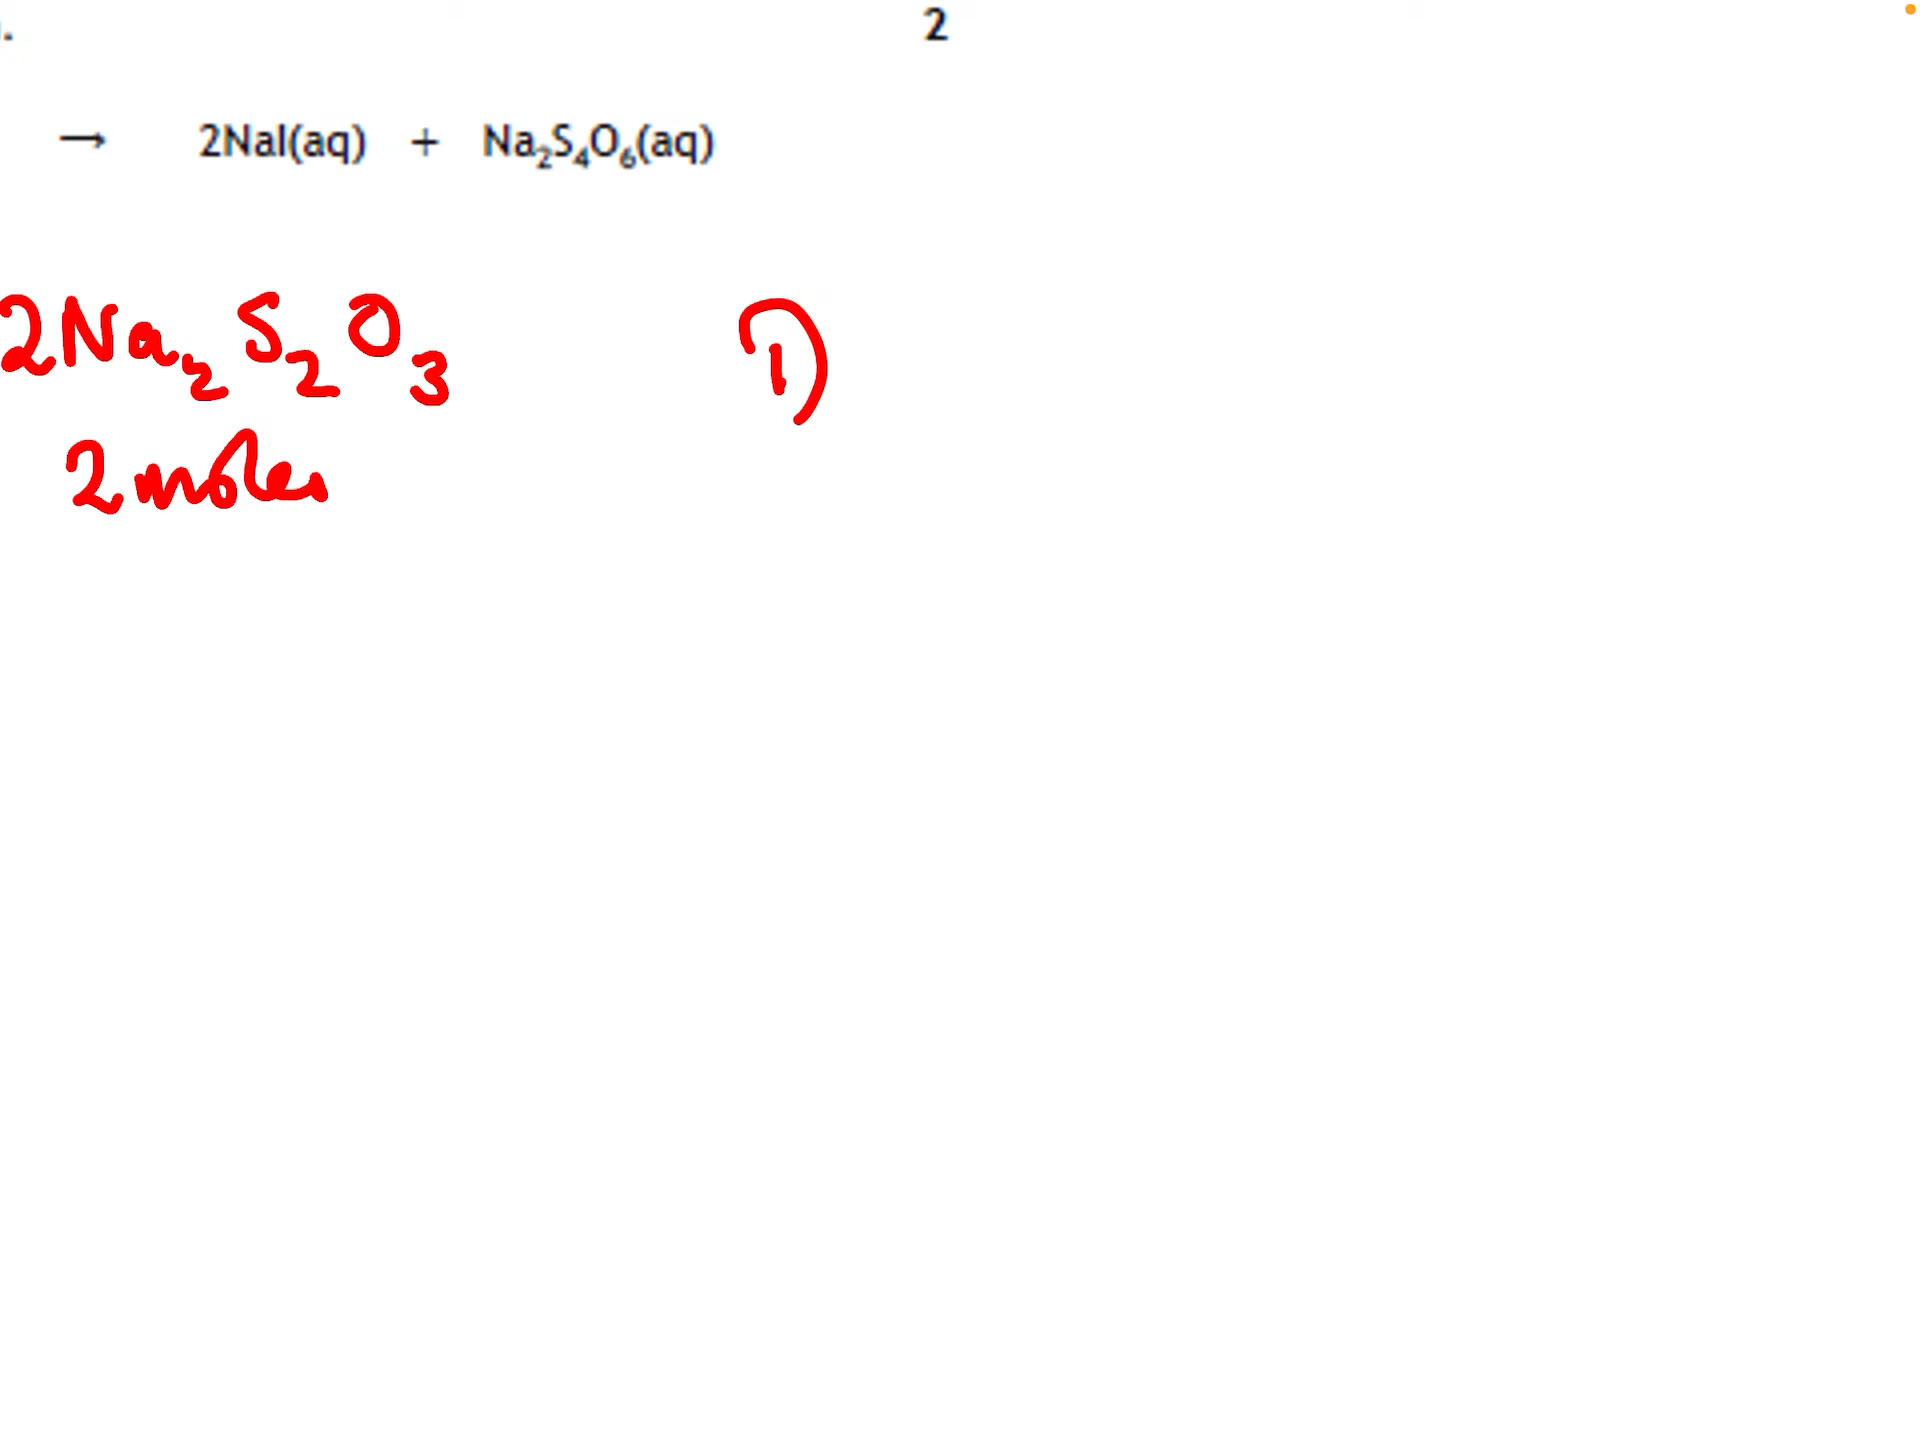 . 2
→ 2NaI(aq) + Na₂S₄O₆(aq)
2Na₂S₂O₃ 1)
2 moles